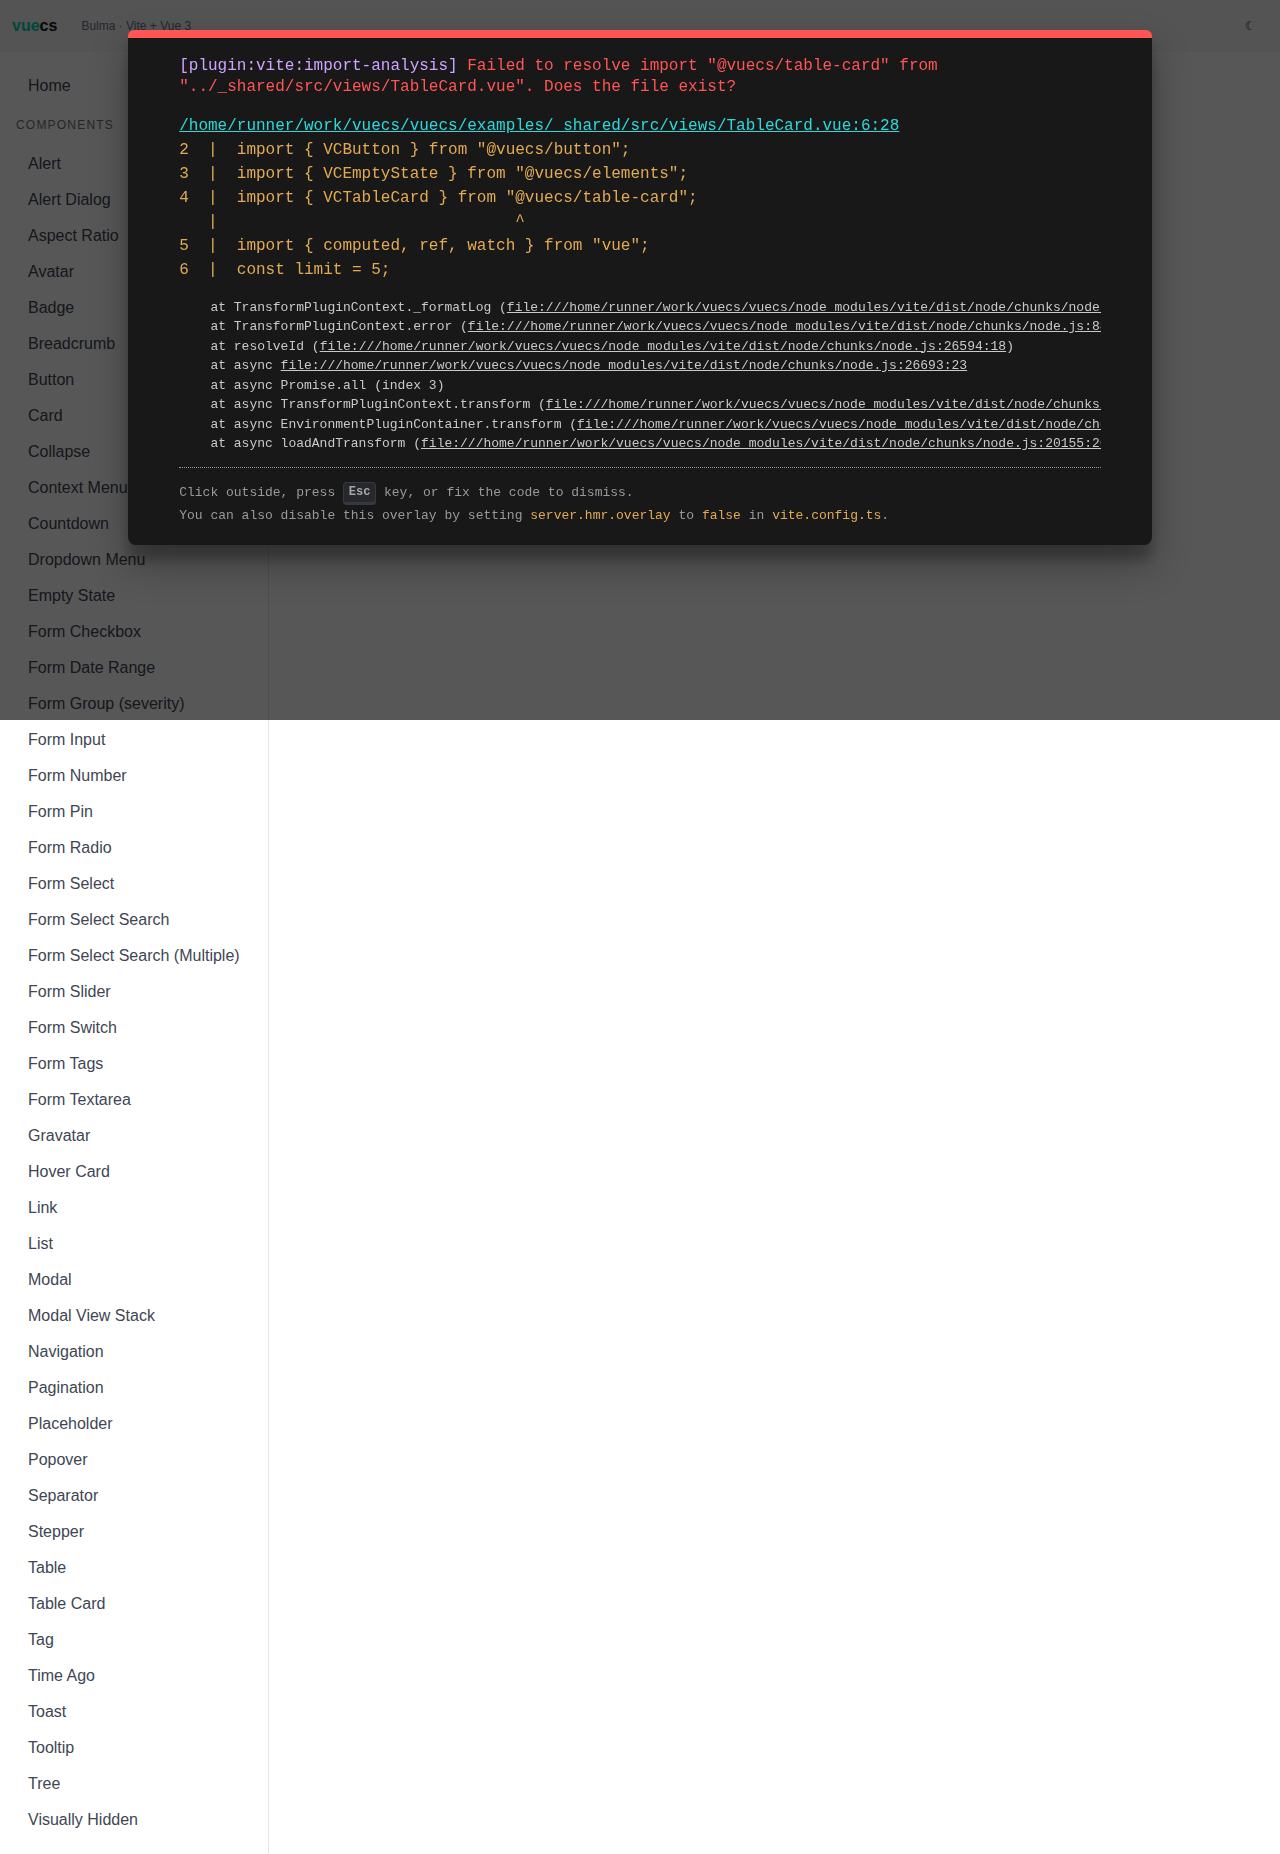 vuecs Bulma · Vite + Vue 3
[plugin:vite:import-analysis] Failed to resolve import "@vuecs/table-card" from
"../_shared/src/views/TableCard.vue". Does the file exist?
/home/runner/work/vuecs/vuecs/examples/_shared/src/views/TableCard.vue:6:28
2  |  import { VCButton } from "@vuecs/button";
3  |  import { VCEmptyState } from "@vuecs/elements";
4  |  import { VCTableCard } from "@vuecs/table-card";
   |                               ^
5  |  import { computed, ref, watch } from "vue";
6  |  const limit = 5;
at TransformPluginContext._formatLog (file:///home/runner/work/vuecs/vuecs/node_modules/vite/dist/node/chunks/node.
at TransformPluginContext.error (file:///home/runner/work/vuecs/vuecs/node_modules/vite/dist/node/chunks/node.js:8
at resolveId (file:///home/runner/work/vuecs/vuecs/node_modules/vite/dist/node/chunks/node.js:26594:18)
at async file:///home/runner/work/vuecs/vuecs/node_modules/vite/dist/node/chunks/node.js:26693:23
at async Promise.all (index 3)
at async TransformPluginContext.transform (file:///home/runner/work/vuecs/vuecs/node_modules/vite/dist/node/chunks
at async EnvironmentPluginContainer.transform (file:///home/runner/work/vuecs/vuecs/node_modules/vite/dist/node/ch
at async loadAndTransform (file:///home/runner/work/vuecs/vuecs/node_modules/vite/dist/node/chunks/node.js:20155:2
Click outside, press Esc key, or fix the code to dismiss.
You can also disable this overlay by setting server.hmr.overlay to false in vite.config.ts.
Home
COMPONENTS
Alert
Alert Dialog
Aspect Ratio
Avatar
Badge
Breadcrumb
Button
Card
Collapse
Context Menu
Countdown
Dropdown Menu
Empty State
Form Checkbox
Form Date Range
Form Group (severity)
Form Input
Form Number
Form Pin
Form Radio
Form Select
Form Select Search
Form Select Search (Multiple)
Form Slider
Form Switch
Form Tags
Form Textarea
Gravatar
Hover Card
Link
List
Modal
Modal View Stack
Navigation
Pagination
Placeholder
Popover
Separator
Stepper
Table
Table Card
Tag
Time Ago
Toast
Tooltip
Tree
Visually Hidden